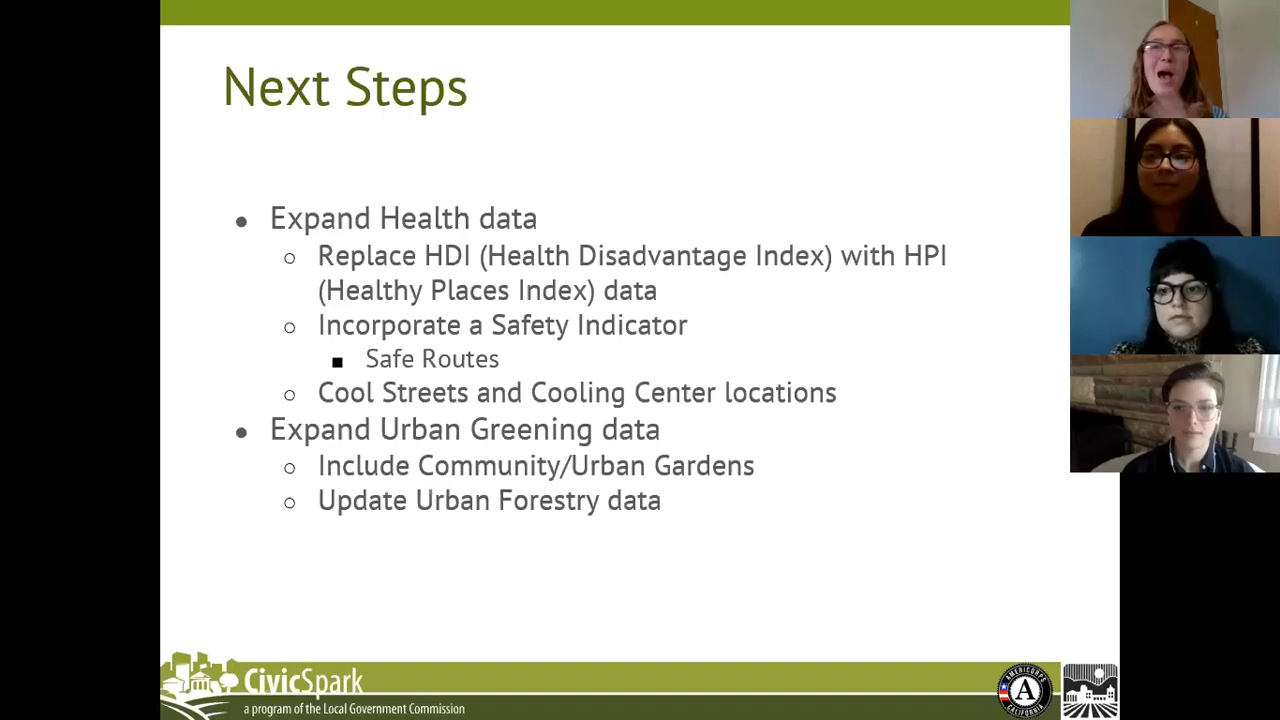 Next Steps
● Expand Health data
○ Replace HDI (Health Disadvantage Index) with HPI
(Healthy Places Index) data
○ Incorporate a Safety Indicator
■ Safe Routes
○ Cool Streets and Cooling Center locations
● Expand Urban Greening data
○ Include Community/Urban Gardens
○ Update Urban Forestry data
CivicSpark
a program of the Local Government Commission
AMERICORPS
A
CALIFORNIA